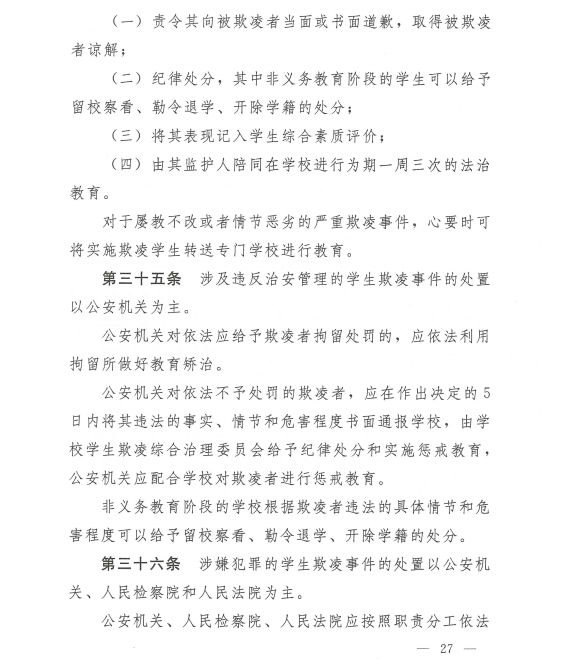 （一）责令其向被欺凌者当面或书面道歉，取得被欺凌
者谅解；
（二）纪律处分，其中非义务教育阶段的学生可以给予
留校察看、勒令退学、开除学籍的处分；
（三）将其表现记入学生综合素质评价；
（四）由其监护人陪同在学校进行为期一周三次的法治
教育。
对于屡教不改或者情节恶劣的严重欺凌事件，心要时可
将实施欺凌学生转送专门学校进行教育。
第三十五条　涉及违反治安管理的学生欺凌事件的处置
以公安机关为主。
公安机关对依法应给予欺凌者拘留处罚的，应依法利用
拘留所做好教育矫治。
公安机关对依法不予处罚的欺凌者，应在作出决定的 5
日内将其违法的事实、情节和危害程度书面通报学校，由学
校学生欺凌综合治理委员会给予纪律处分和实施惩戒教育，
公安机关应配合学校对欺凌者进行惩戒教育。
非义务教育阶段的学校根据欺凌者违法的具体情节和危
害程度可以给予留校察看、勒令退学、开除学籍的处分。
第三十六条　涉嫌犯罪的学生欺凌事件的处置以公安机
关、人民检察院和人民法院为主。
公安机关、人民检察院、人民法院应按照职责分工依法
— 27 —